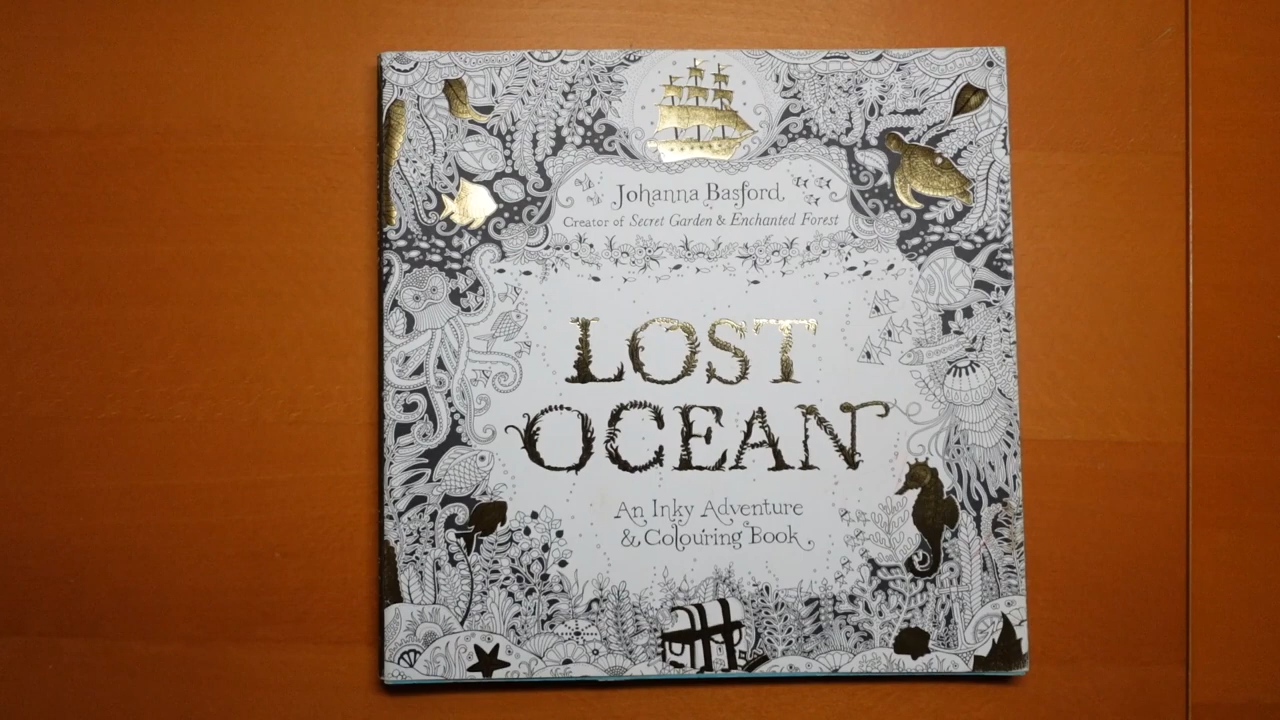 Johanna Basford
Creator of Secret Garden & Enchanted Forest
LOST
OCEAN
An Inky Adventure
& Colouring Book